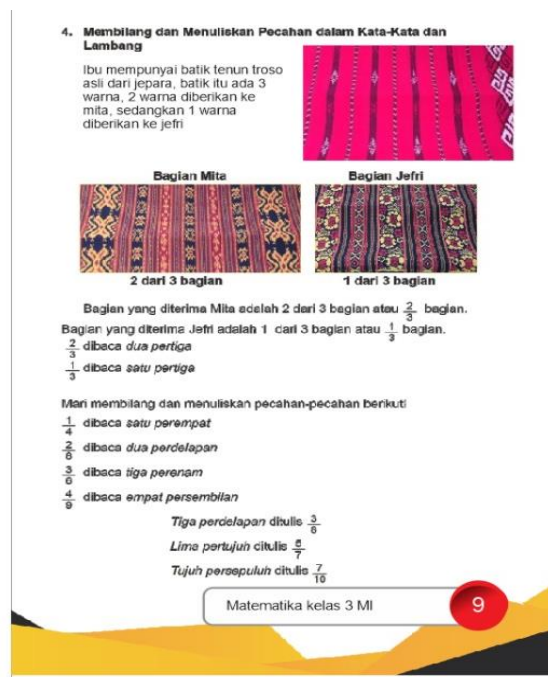 4. Membilang dan Menuliskan Pecahan dalam Kata-Kata dan
Lambang
Ibu mempunyai batik tenun troso
asli dari jepara, batik itu ada 3
warna, 2 warna diberikan ke
mita, sedangkan 1 warna
diberikan ke jefri
Bagian Mita
Bagian Jefri
2 dari 3 bagian
1 dari 3 bagian
Bagian yang diterima Mita adalah 2 dari 3 bagian atau 2/3 bagian.
Bagian yang diterima Jefri adalah 1 dari 3 bagian atau 1/3 bagian.
2/3 dibaca dua pertiga
1/3 dibaca satu pertiga
Mari membilang dan menuliskan pecahan-pecahan berikut!
1/4 dibaca satu perempat
2/8 dibaca dua perdelapan
3/6 dibaca tiga perenam
4/9 dibaca empat persembilan
Tiga perdelapan ditulis 3/8
Lima pertujuh ditulis 5/7
Tujuh persepuluh ditulis 7/10
Matematika kelas 3 MI
9